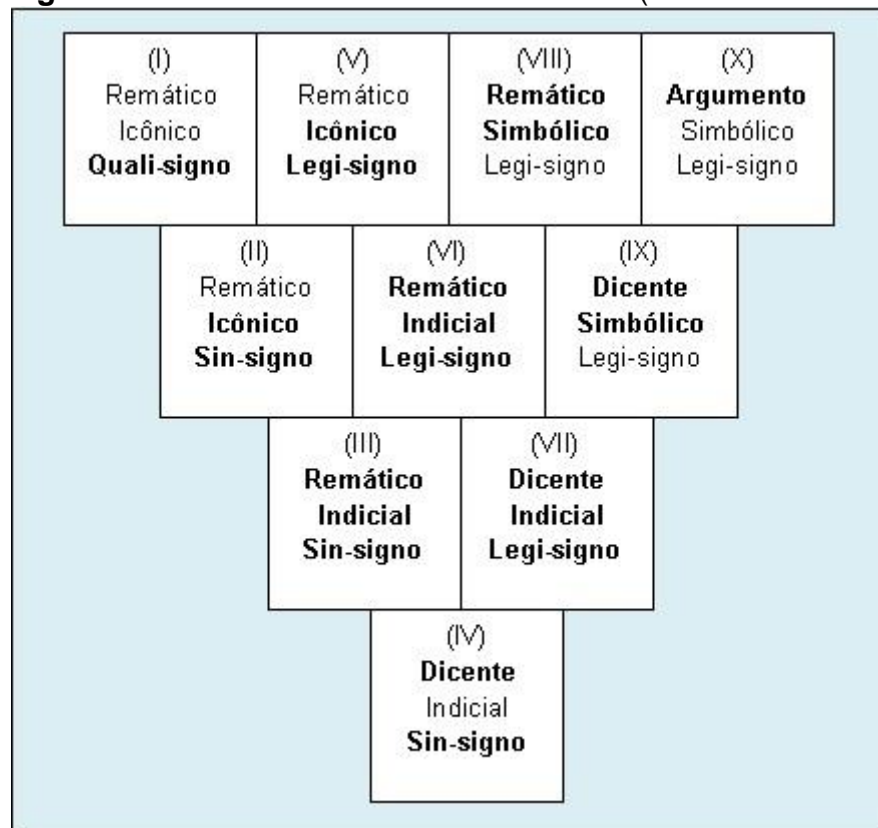 (I)
Remático
Icônico
Quali-signo
(V)
Remático
Icônico
Legi-signo
(VIII)
Remático
Simbólico
Legi-signo
(X)
Argumento
Simbólico
Legi-signo
(II)
Remático
Icônico
Sin-signo
(VI)
Remático
Indicial
Legi-signo
(IX)
Dicente
Simbólico
Legi-signo
(III)
Remático
Indicial
Sin-signo
(VII)
Dicente
Indicial
Legi-signo
(IV)
Dicente
Indicial
Sin-signo